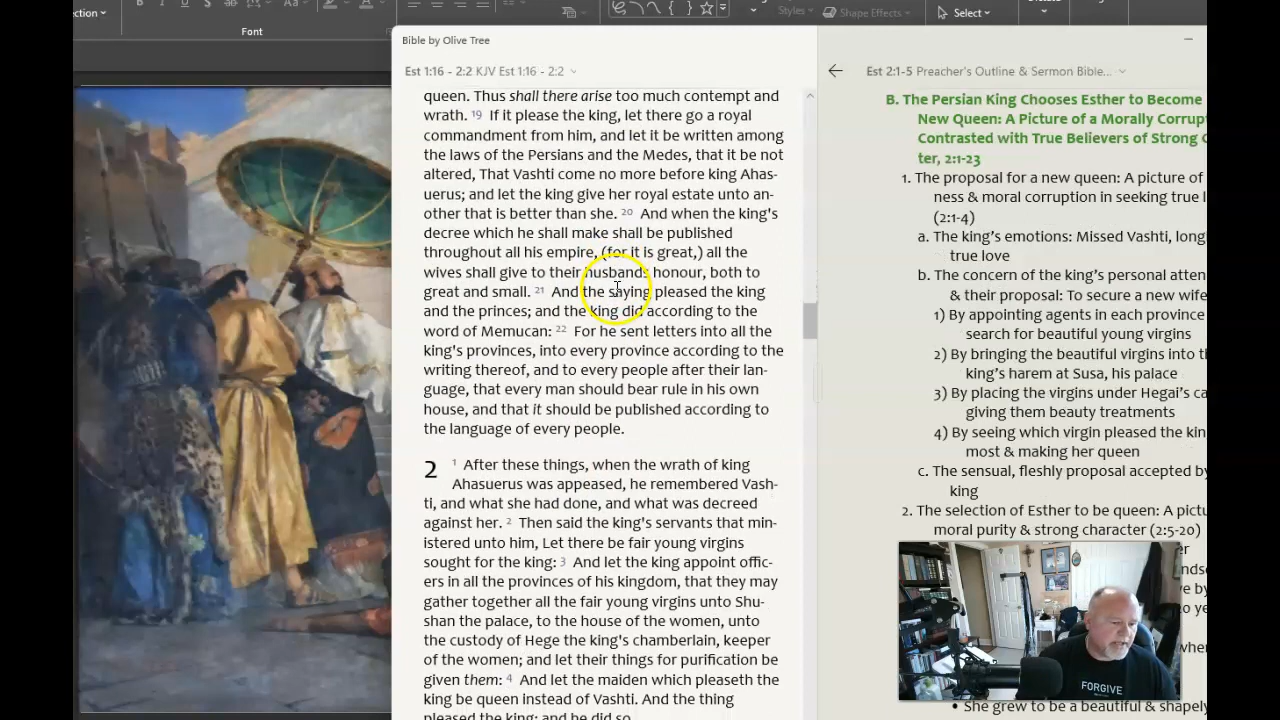 ection
Font
Styles
Shape Effects
Select
Bible by Olive Tree
Est 1:16 - 2:2 KJV Est 1:16 - 2:2
queen. Thus shall there arise too much contempt and
wrath. 19 If it please the king, let there go a royal
commandment from him, and let it be written among
the laws of the Persians and the Medes, that it be not
altered, That Vashti come no more before king Ahas-
uerus; and let the king give her royal estate unto an-
other that is better than she. 20 And when the king's
decree which he shall make shall be published
throughout all his empire, (for it is great,) all the
wives shall give to their husbands honour, both to
great and small. 21 And the saying pleased the king
and the princes; and the king did according to the
word of Memucan: 22 For he sent letters into all the
king's provinces, into every province according to the
writing thereof, and to every people after their lan-
guage, that every man should bear rule in his own
house, and that it should be published according to
the language of every people.
2 1 After these things, when the wrath of king
Ahasuerus was appeased, he remembered Vash-
ti, and what she had done, and what was decreed
against her. 2 Then said the king's servants that min-
istered unto him, Let there be fair young virgins
sought for the king: 3 And let the king appoint offic-
ers in all the provinces of his kingdom, that they may
gather together all the fair young virgins unto Shu-
shan the palace, to the house of the women, unto
the custody of Hege the king's chamberlain, keeper
of the women; and let their things for purification be
given them: 4 And let the maiden which pleaseth the
king be queen instead of Vashti. And the thing
pleased the king; and he did so.
Est 2:1-5 Preacher's Outline & Sermon Bible...
B. The Persian King Chooses Esther to Become
New Queen: A Picture of a Morally Corrup
Contrasted with True Believers of Strong C
ter, 2:1-23
1. The proposal for a new queen: A picture of
ness & moral corruption in seeking true l
(2:1-4)
a. The king's emotions: Missed Vashti, long
true love
b. The concern of the king's personal atten
& their proposal: To secure a new wife
1) By appointing agents in each province
search for beautiful young virgins
2) By bringing the beautiful virgins into t
king's harem at Susa, his palace
3) By placing the virgins under Hegai's ca
giving them beauty treatments
4) By seeing which virgin pleased the kin
most & making her queen
c. The sensual, fleshly proposal accepted by
king
2. The selection of Esther to be queen: A pictu
moral purity & strong character (2:5-20)
FORGIVE
• She grew to be a beautiful & shapely